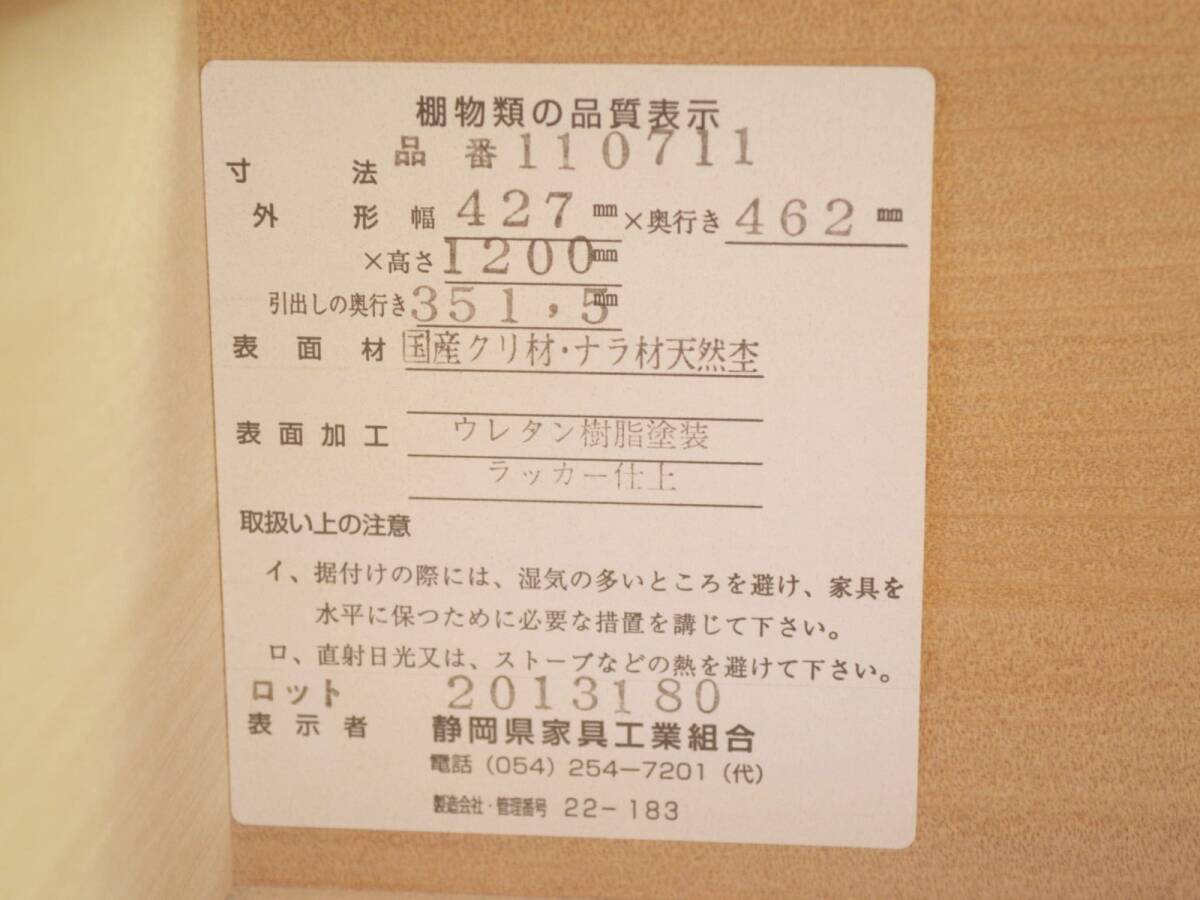 棚物類の品質表示
品 番 110711
寸 法
外 形 幅 427 mm ×奥行き 462 mm
×高さ 1200 mm
引出しの奥行き 351,5 mm
表 面 材 国産クリ材・ナラ材天然杢
表面加工 ウレタン樹脂塗装
ラッカー仕上
取扱い上の注意
イ、据付けの際には、湿気の多いところを避け、家具を
水平に保つために必要な措置を講じて下さい。
ロ、直射日光又は、ストーブなどの熱を避けて下さい。
ロット 2013180
表 示 者 静岡県家具工業組合
電話(054)254−7201(代)
製造会社・管理番号 22−183